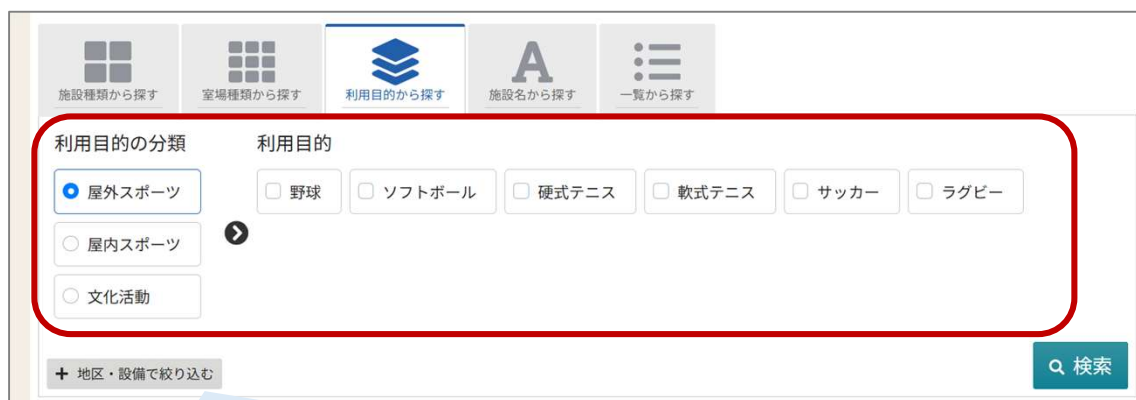 施設種類から探す
室場種類から探す
利用目的から探す
施設名から探す
一覧から探す
利用目的の分類
利用目的
屋外スポーツ
野球
ソフトボール
硬式テニス
軟式テニス
サッカー
ラグビー
屋内スポーツ
文化活動
+ 地区・設備で絞り込む
検索